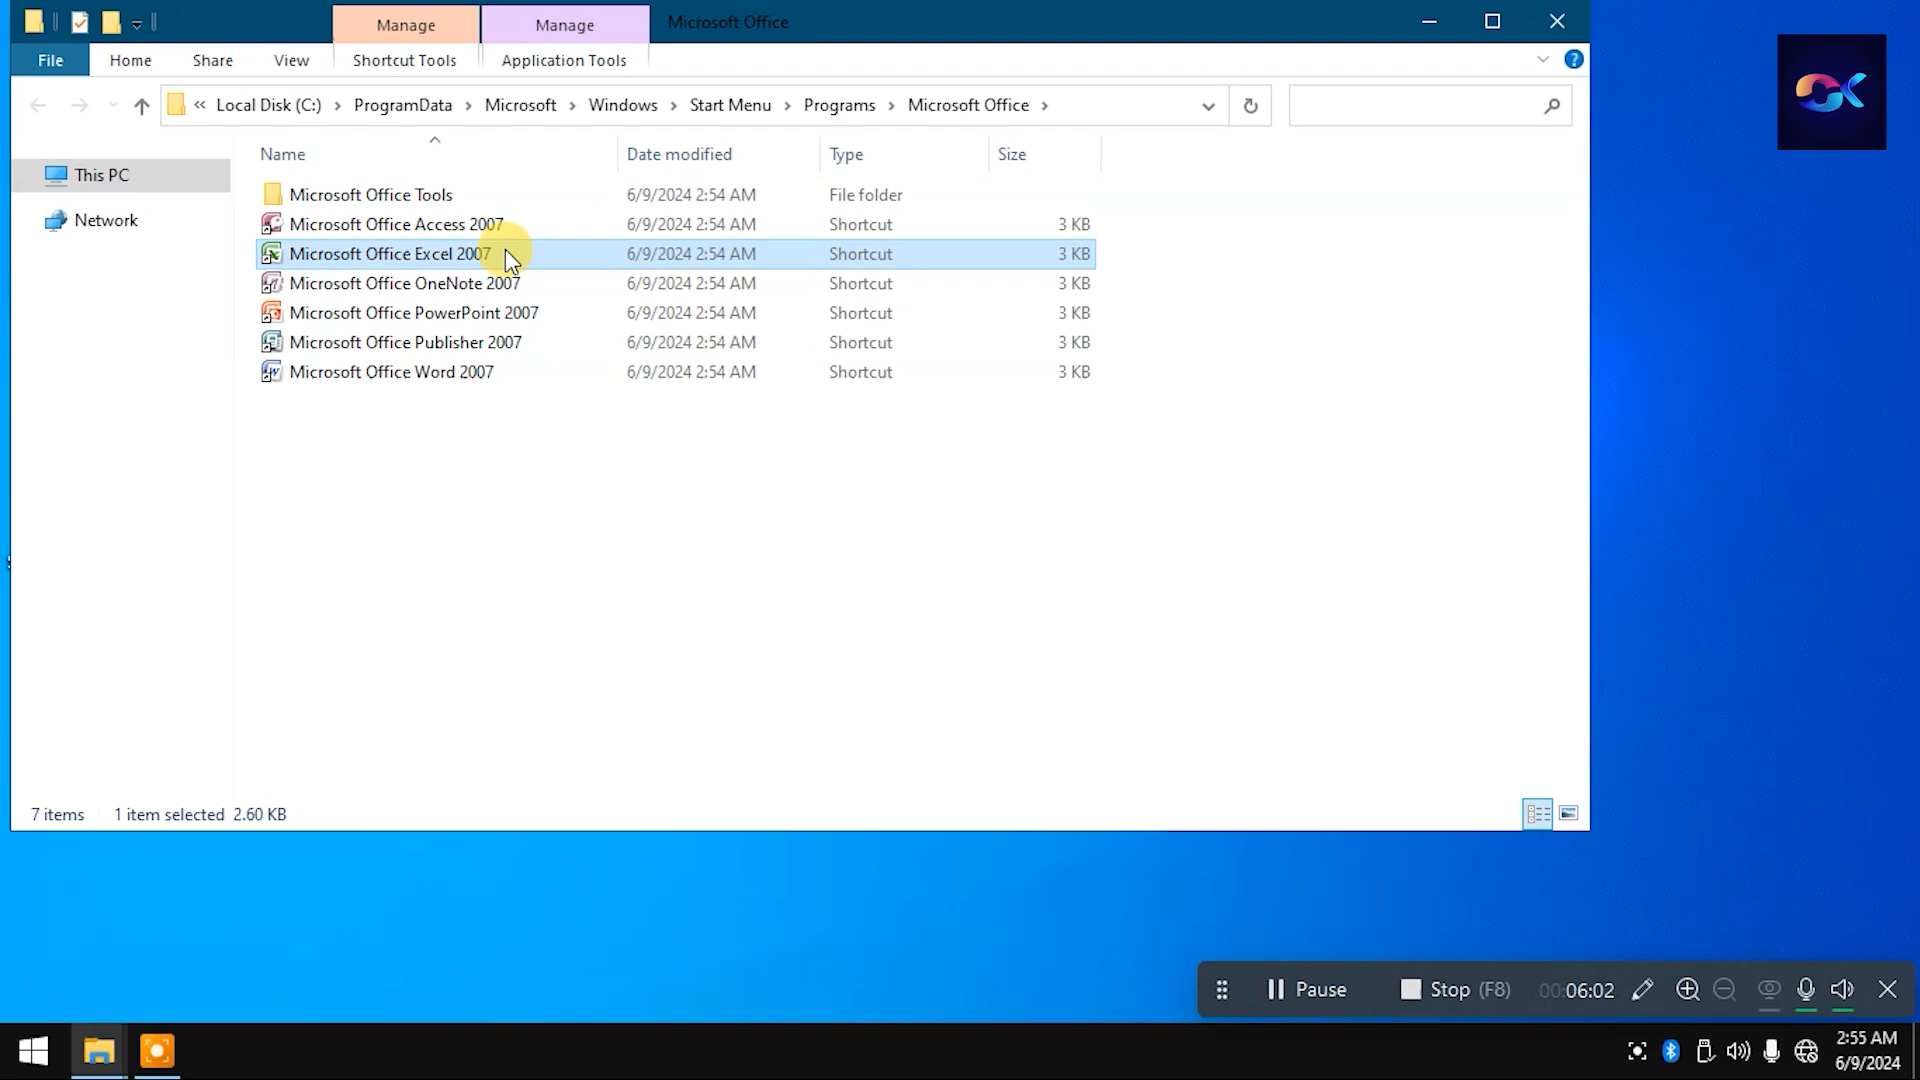 Manage
Manage
Microsoft Office
File
Home
Share
View
Shortcut Tools
Application Tools
« Local Disk (C:) › ProgramData › Microsoft › Windows › Start Menu › Programs › Microsoft Office ›
Name
Date modified
Type
Size
This PC
Network
Microsoft Office Tools 6/9/2024 2:54 AM File folder
Microsoft Office Access 2007 6/9/2024 2:54 AM Shortcut 3 KB
Microsoft Office Excel 2007 6/9/2024 2:54 AM Shortcut 3 KB
Microsoft Office OneNote 2007 6/9/2024 2:54 AM Shortcut 3 KB
Microsoft Office PowerPoint 2007 6/9/2024 2:54 AM Shortcut 3 KB
Microsoft Office Publisher 2007 6/9/2024 2:54 AM Shortcut 3 KB
Microsoft Office Word 2007 6/9/2024 2:54 AM Shortcut 3 KB
7 items 1 item selected 2.60 KB
Pause
Stop (F8)
00:06:02
2:55 AM
6/9/2024